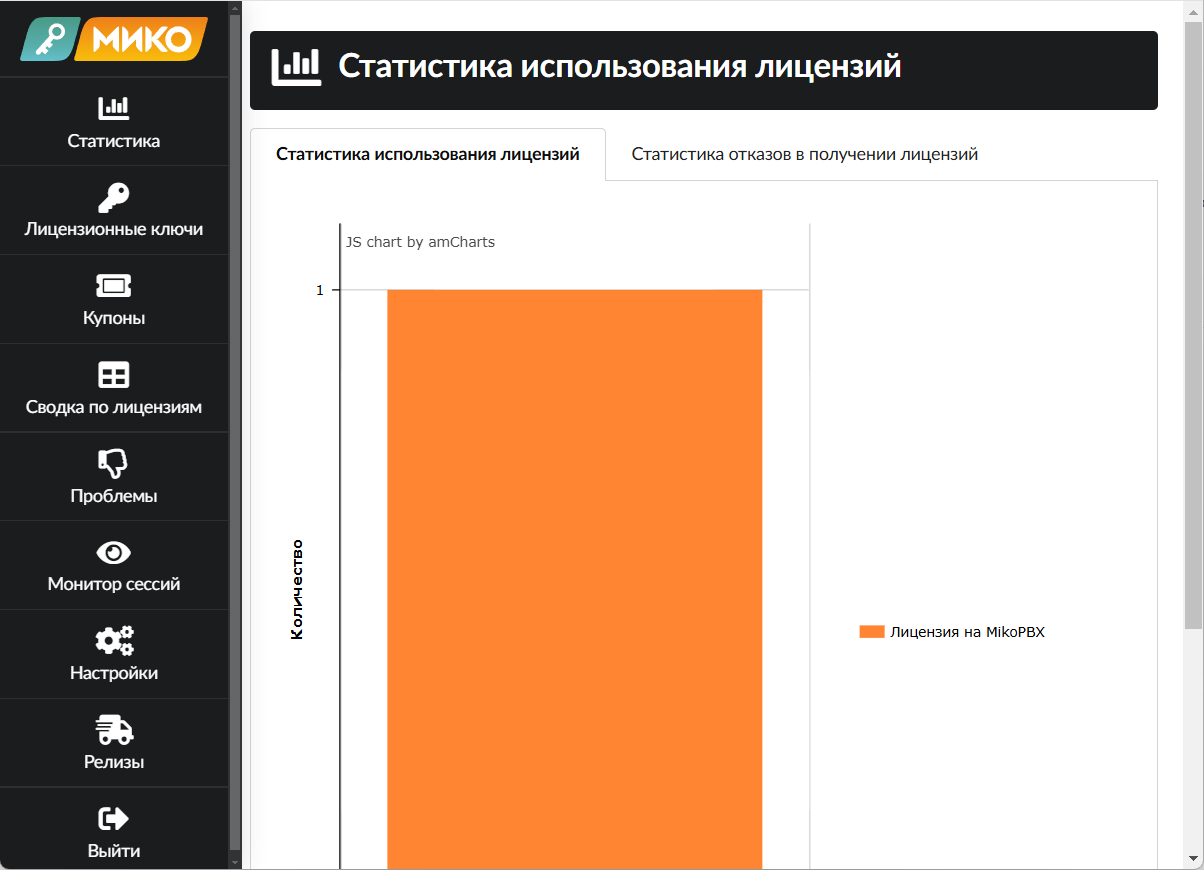 МИКО
Статистика
Лицензионные ключи
Купоны
Сводка по лицензиям
Проблемы
Монитор сессий
Настройки
Релизы
Выйти
Статистика использования лицензий
Статистика использования лицензий
Статистика отказов в получении лицензий
JS chart by amCharts
1
Количество
Лицензия на MikoPBX